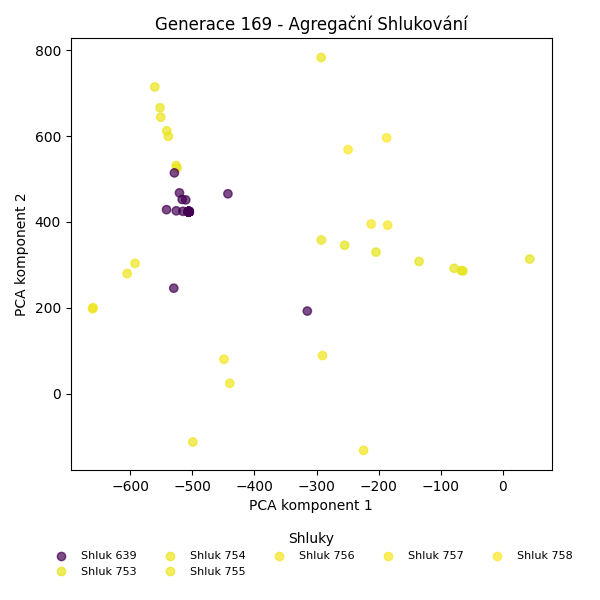 Generace 169 - Agregační Shlukování
800
600
400
200
0
PCA komponent 2
−600 −500 −400 −300 −200 −100 0
PCA komponent 1
Shluky
Shluk 639 Shluk 754 Shluk 756 Shluk 757 Shluk 758
Shluk 753 Shluk 755